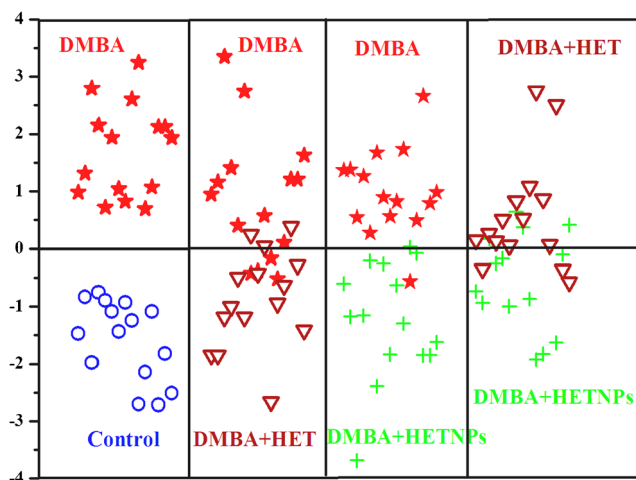 4
3
2
1
0
-1
-2
-3
-4
DMBA
DMBA
DMBA
DMBA+HET
Control
DMBA+HET
DMBA+HETNPs
DMBA+HETNPs